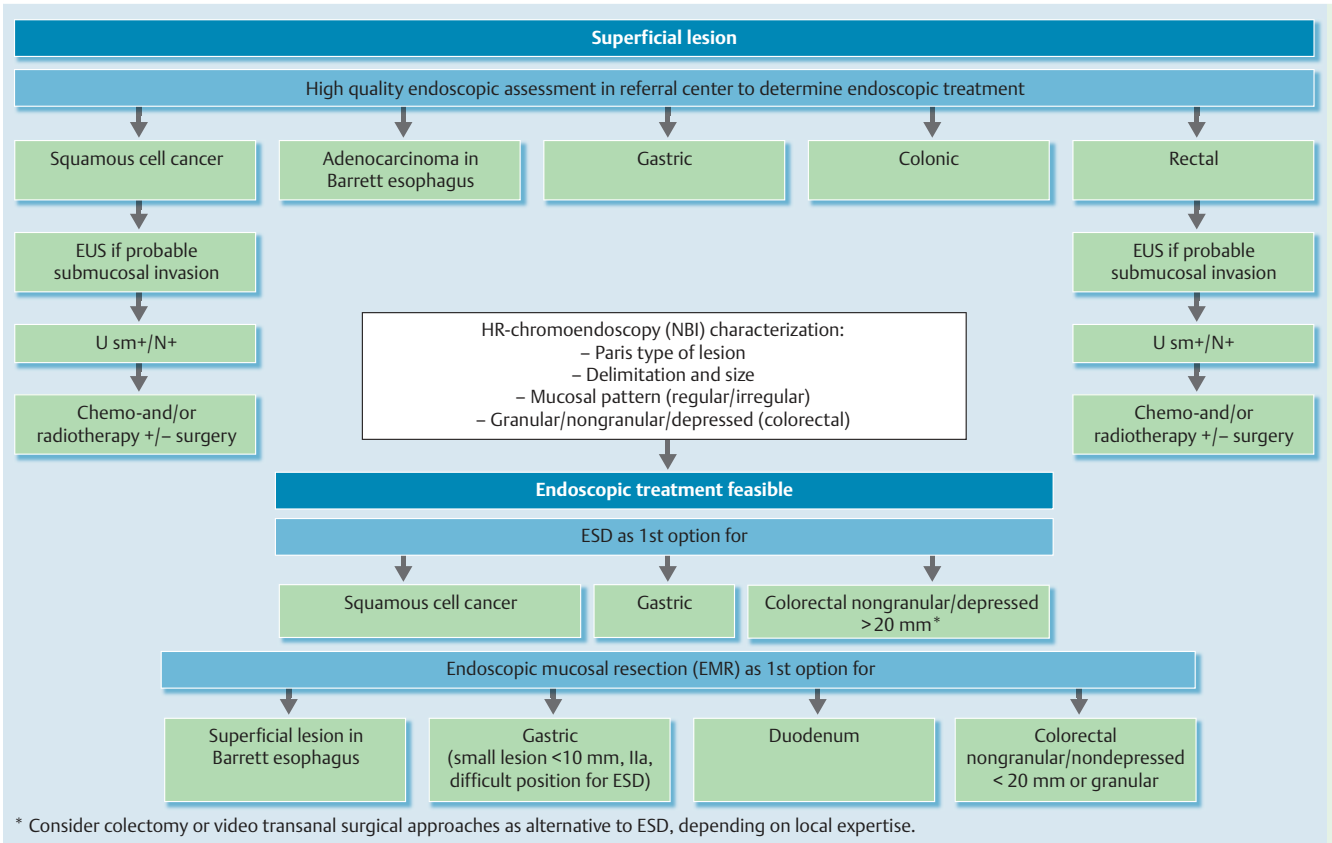 Superficial lesion
High quality endoscopic assessment in referral center to determine endoscopic treatment
Squamous cell cancer
Adenocarcinoma in
Barrett esophagus
Gastric
Colonic
Rectal
EUS if probable
submucosal invasion
EUS if probable
submucosal invasion
U sm+/N+
U sm+/N+
Chemo-and/or
radiotherapy +/– surgery
HR-chromoendoscopy (NBI) characterization:
– Paris type of lesion
– Delimitation and size
– Mucosal pattern (regular/irregular)
– Granular/nongranular/depressed (colorectal)
Chemo-and/or
radiotherapy +/– surgery
Endoscopic treatment feasible
ESD as 1st option for
Squamous cell cancer
Gastric
Colorectal nongranular/depressed
>20 mm*
Endoscopic mucosal resection (EMR) as 1st option for
Superficial lesion in
Barrett esophagus
Gastric
(small lesion <10 mm, IIa,
difficult position for ESD)
Duodenum
Colorectal
nongranular/nondepressed
< 20 mm or granular
* Consider colectomy or video transanal surgical approaches as alternative to ESD, depending on local expertise.